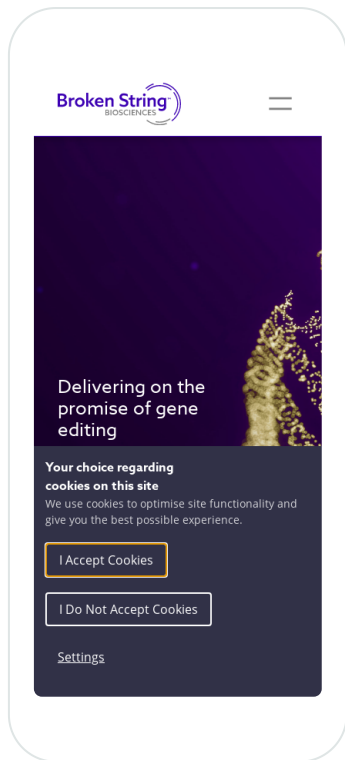 Broken String™
BIOSCIENCES
Delivering on the
promise of gene
editing
Your choice regarding
cookies on this site
We use cookies to optimise site functionality and
give you the best possible experience.
I Accept Cookies
I Do Not Accept Cookies
Settings